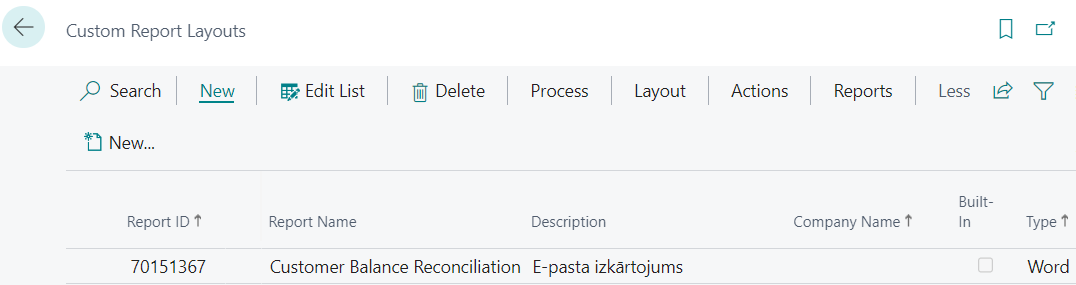 Custom Report Layouts
Search New Edit List Delete Process Layout Actions Reports Less
New...
Report ID↑ Report Name Description Company Name↑ Built-In Type↑
70151367 Customer Balance Reconciliation E-pasta izkārtojums Word